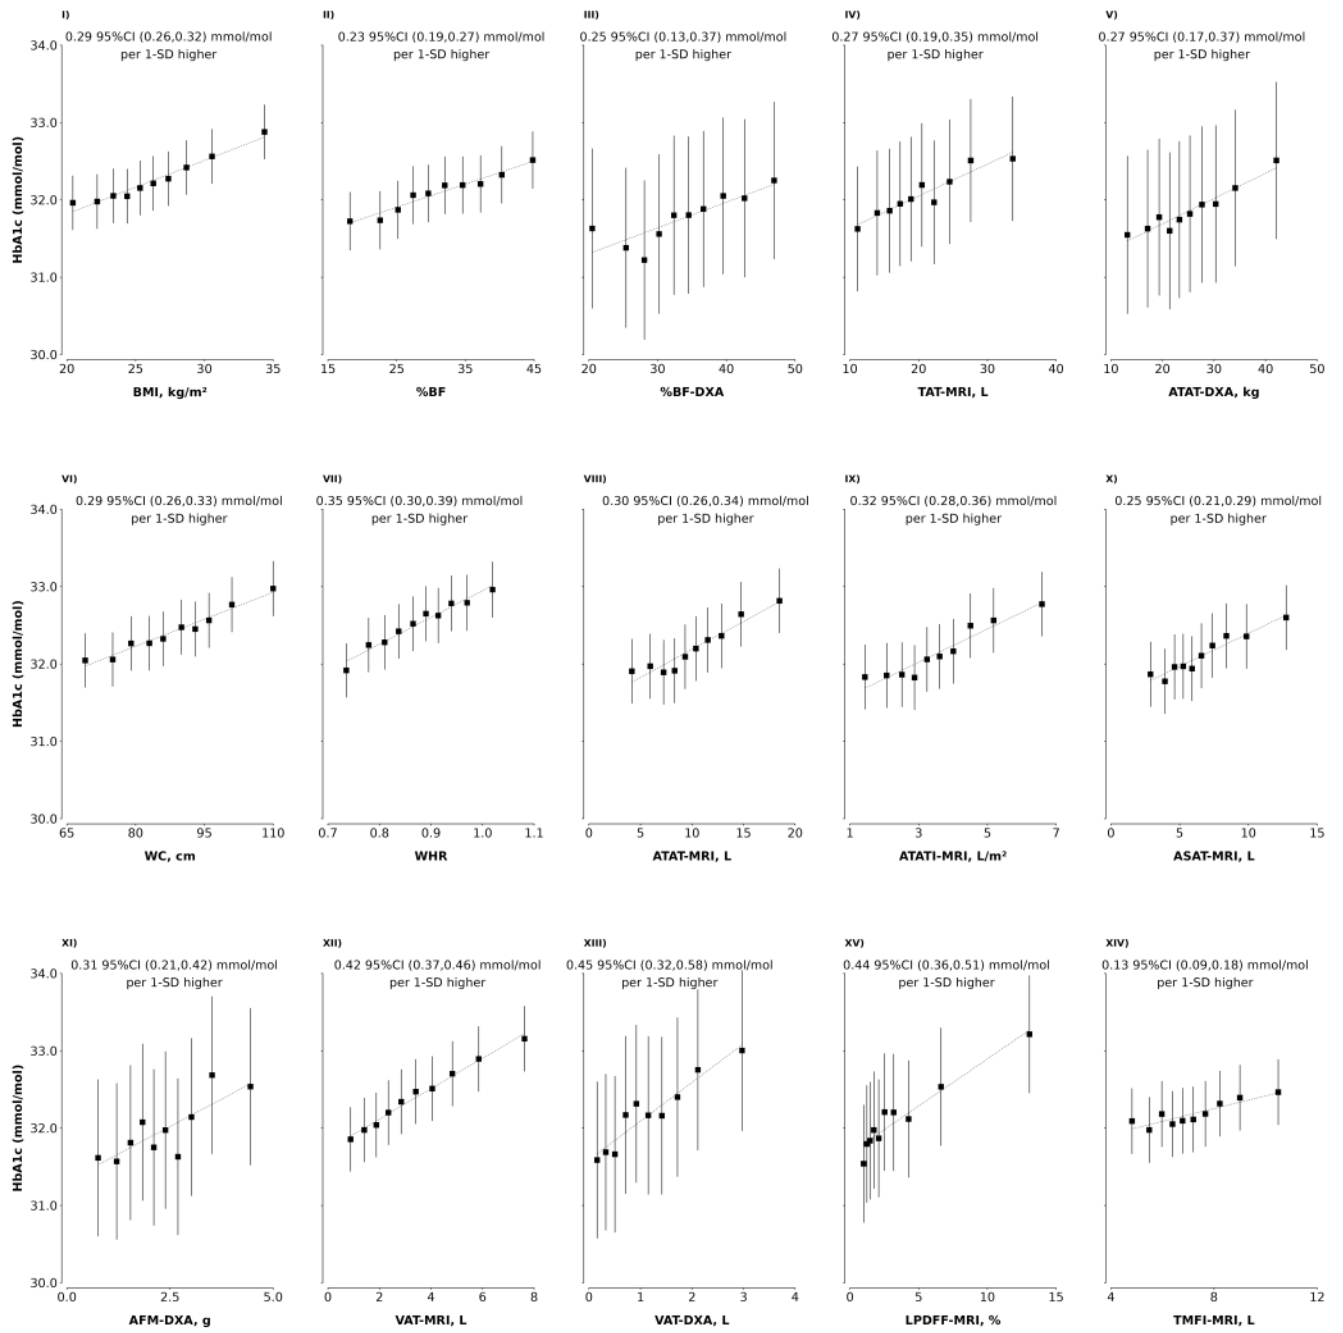 I)
0.29 95%CI (0.26,0.32) mmol/mol
per 1-SD higher
HbA1c (mmol/mol)
34.0
33.0
32.0
31.0
30.0
20 25 30 35
BMI, kg/m²
II)
0.23 95%CI (0.19,0.27) mmol/mol
per 1-SD higher
15 25 35 45
%BF
III)
0.25 95%CI (0.13,0.37) mmol/mol
per 1-SD higher
20 30 40 50
%BF-DXA
IV)
0.27 95%CI (0.19,0.35) mmol/mol
per 1-SD higher
10 20 30 40
TAT-MRI, L
V)
0.27 95%CI (0.17,0.37) mmol/mol
per 1-SD higher
10 20 30 40 50
ATAT-DXA, kg
VI)
0.29 95%CI (0.26,0.33) mmol/mol
per 1-SD higher
HbA1c (mmol/mol)
34.0
33.0
32.0
31.0
30.0
65 80 95 110
WC, cm
VII)
0.35 95%CI (0.30,0.39) mmol/mol
per 1-SD higher
0.7 0.8 0.9 1.0 1.1
WHR
VIII)
0.30 95%CI (0.26,0.34) mmol/mol
per 1-SD higher
0 5 10 15 20
ATAT-MRI, L
IX)
0.32 95%CI (0.28,0.36) mmol/mol
per 1-SD higher
1 3 5 7
ATATI-MRI, L/m²
X)
0.25 95%CI (0.21,0.29) mmol/mol
per 1-SD higher
0 5 10 15
ASAT-MRI, L
XI)
0.31 95%CI (0.21,0.42) mmol/mol
per 1-SD higher
HbA1c (mmol/mol)
34.0
33.0
32.0
31.0
30.0
0.0 2.5 5.0
AFM-DXA, g
XII)
0.42 95%CI (0.37,0.46) mmol/mol
per 1-SD higher
0 2 4 6 8
VAT-MRI, L
XIII)
0.45 95%CI (0.32,0.58) mmol/mol
per 1-SD higher
0 1 2 3 4
VAT-DXA, L
XV)
0.44 95%CI (0.36,0.51) mmol/mol
per 1-SD higher
0 5 10 15
LPDFF-MRI, %
XIV)
0.13 95%CI (0.09,0.18) mmol/mol
per 1-SD higher
4 8 12
TMFI-MRI, L